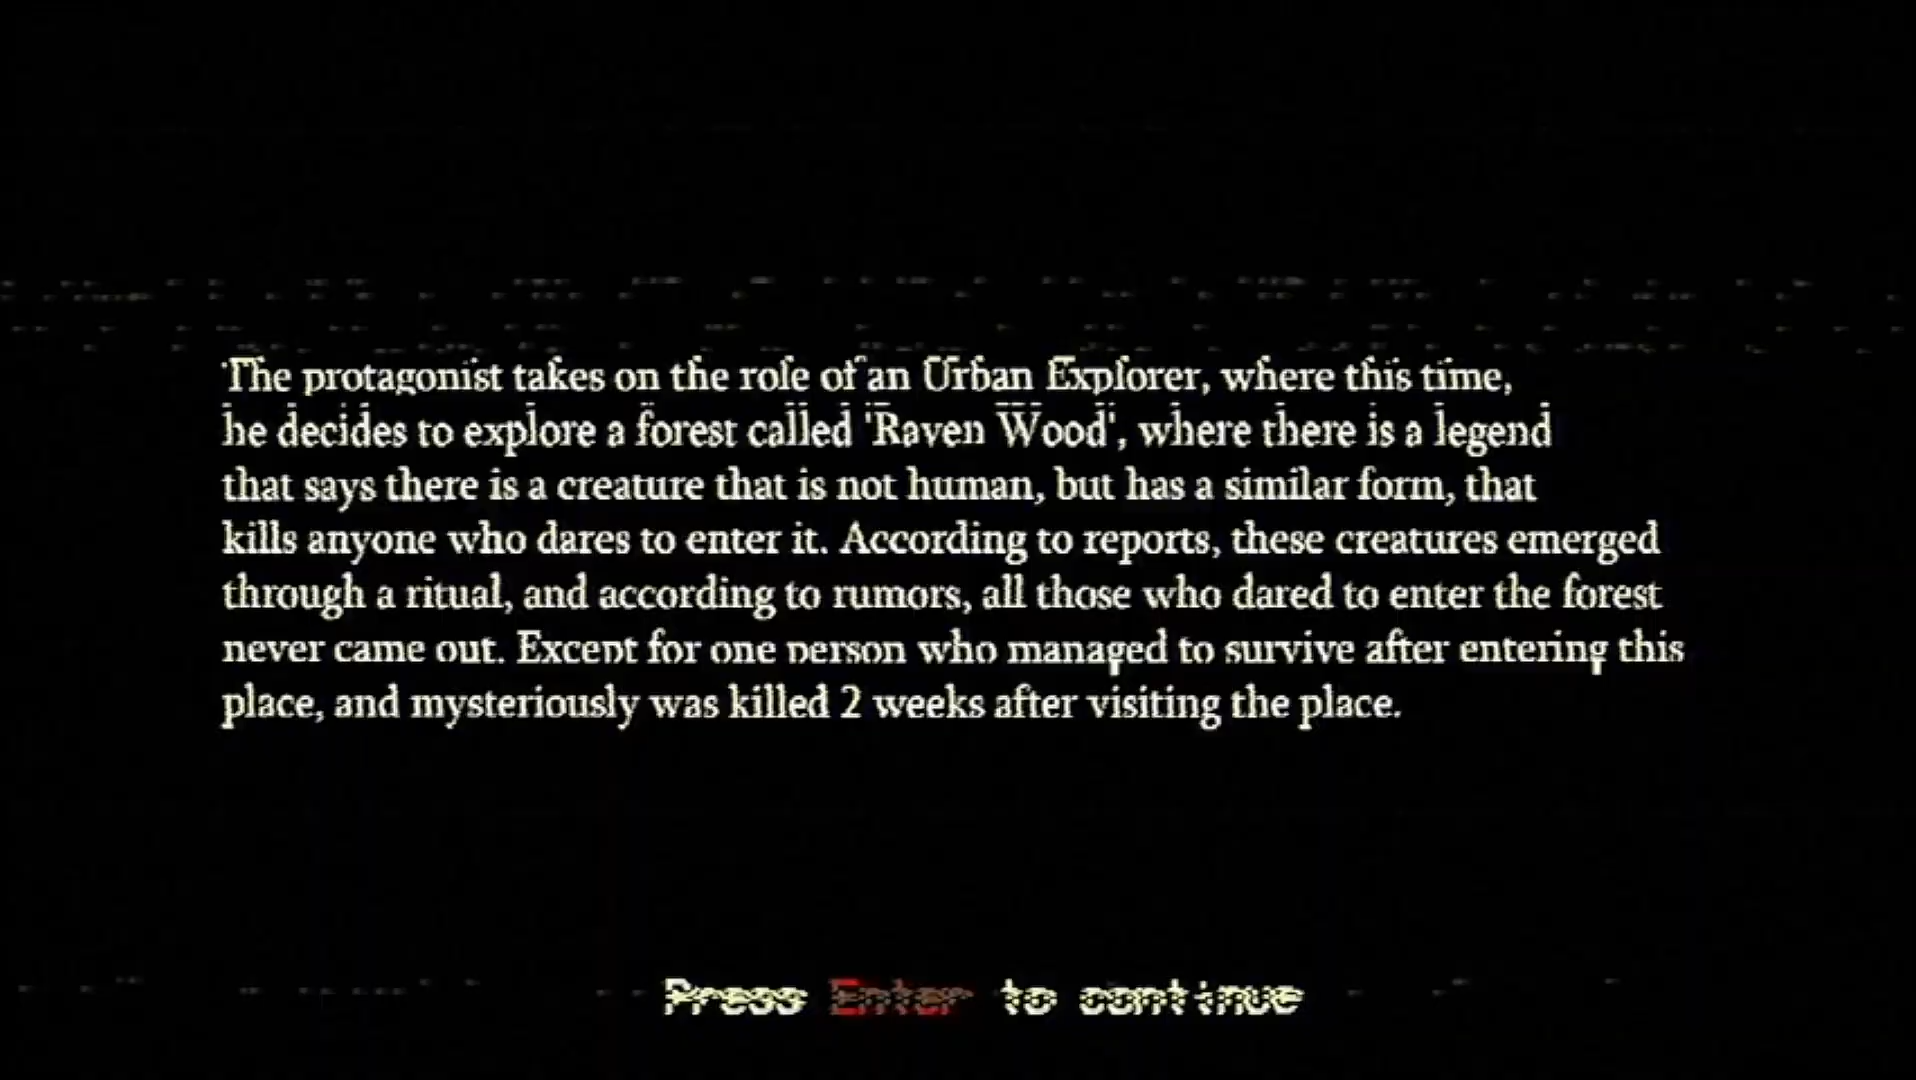 The protagonist takes on the role of an Urban Explorer, where this time,
he decides to explore a forest called 'Raven Wood', where there is a legend
that says there is a creature that is not human, but has a similar form, that
kills anyone who dares to enter it. According to reports, these creatures emerged
through a ritual, and according to rumors, all those who dared to enter the forest
never came out. Except for one person who managed to survive after entering this
place, and mysteriously was killed 2 weeks after visiting the place.
Press Enter to continue